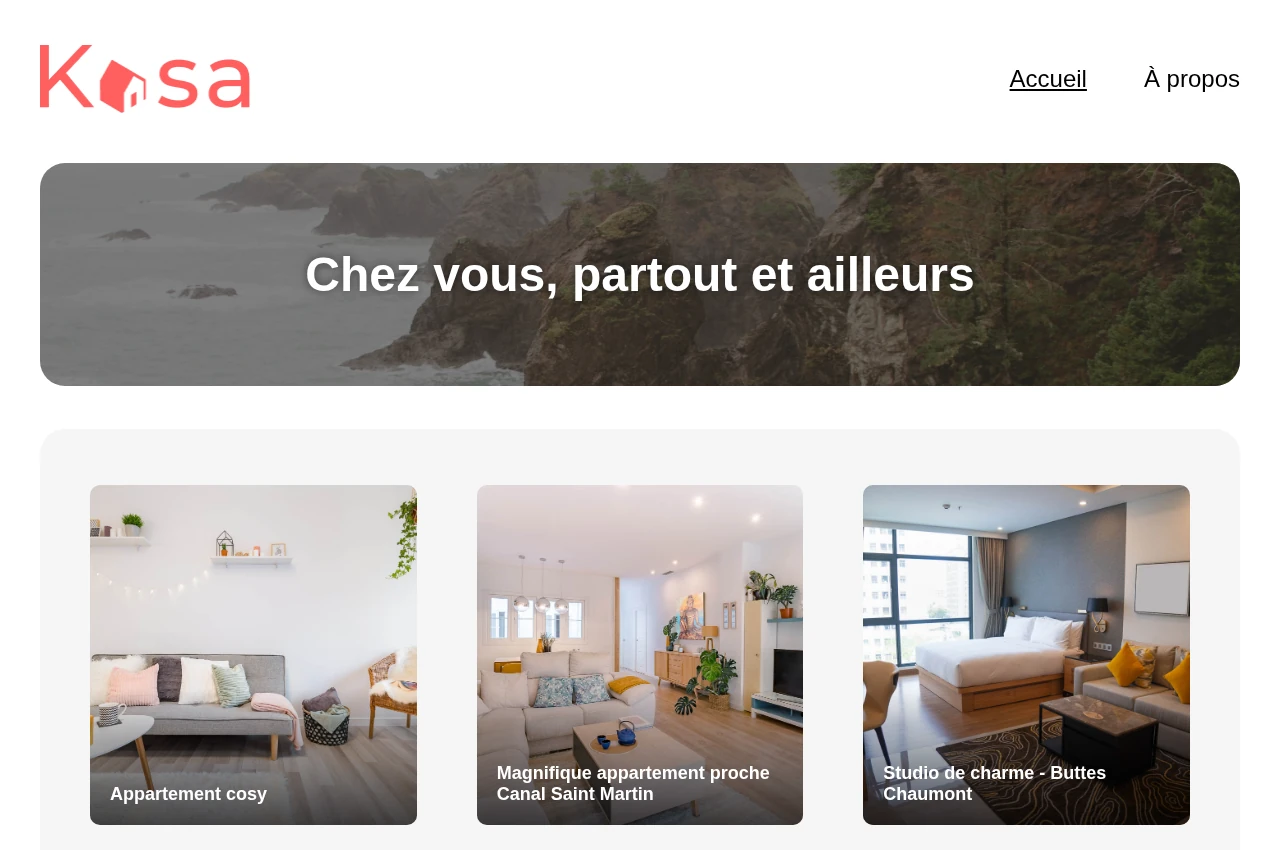 Kasa
Accueil
À propos
Chez vous, partout et ailleurs
Appartement cosy
Magnifique appartement proche
Canal Saint Martin
Studio de charme - Buttes
Chaumont